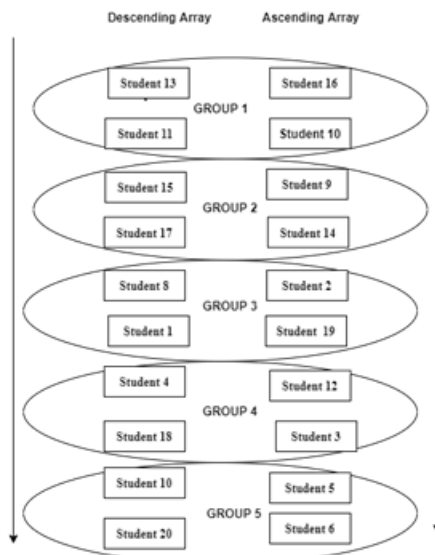 Descending Array Ascending Array
Student 13 Student 16
GROUP 1
Student 11 Student 10
Student 15 Student 9
GROUP 2
Student 17 Student 14
Student 8 Student 2
GROUP 3
Student 1 Student 19
Student 4 Student 12
GROUP 4
Student 18 Student 3
Student 10 Student 5
GROUP 5
Student 20 Student 6